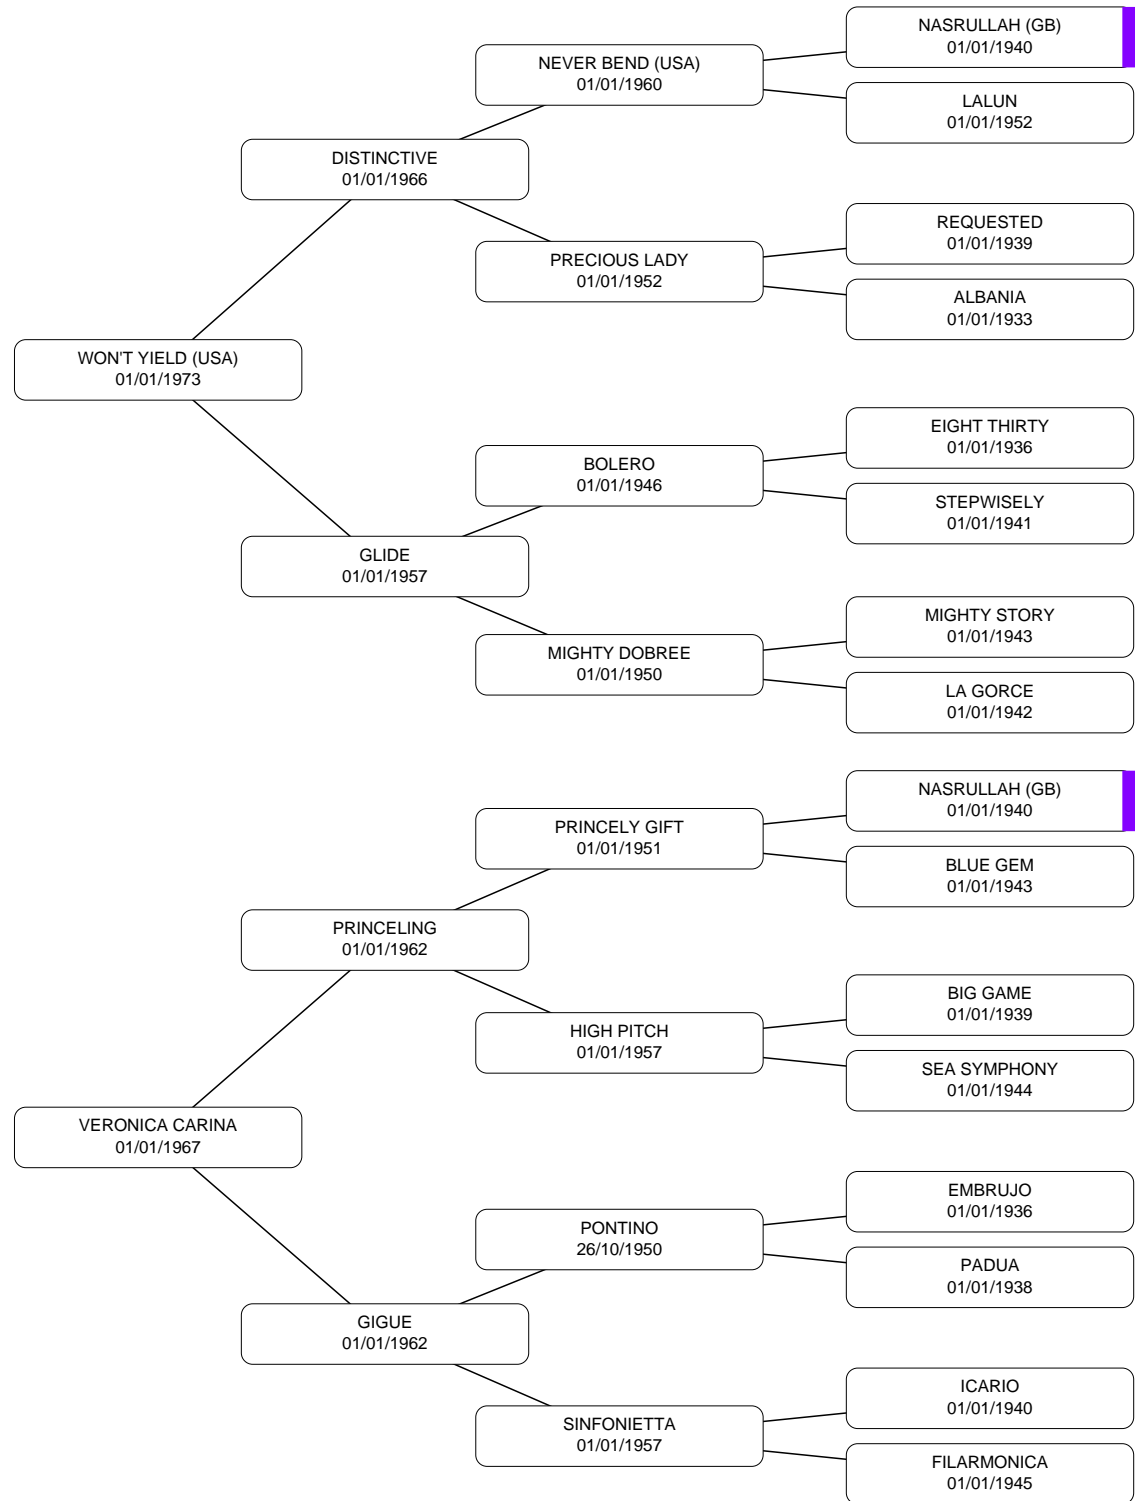 NASRULLAH (GB)
01/01/1940
NEVER BEND (USA)
01/01/1960
LALUN
01/01/1952
DISTINCTIVE
01/01/1966
REQUESTED
01/01/1939
PRECIOUS LADY
01/01/1952
ALBANIA
01/01/1933
WON'T YIELD (USA)
01/01/1973
EIGHT THIRTY
01/01/1936
BOLERO
01/01/1946
STEPWISELY
01/01/1941
GLIDE
01/01/1957
MIGHTY STORY
01/01/1943
MIGHTY DOBREE
01/01/1950
LA GORCE
01/01/1942
NASRULLAH (GB)
01/01/1940
PRINCELY GIFT
01/01/1951
BLUE GEM
01/01/1943
PRINCELING
01/01/1962
BIG GAME
01/01/1939
HIGH PITCH
01/01/1957
SEA SYMPHONY
01/01/1944
VERONICA CARINA
01/01/1967
EMBRUJO
01/01/1936
PONTINO
26/10/1950
PADUA
01/01/1938
GIGUE
01/01/1962
ICARIO
01/01/1940
SINFONIETTA
01/01/1957
FILARMONICA
01/01/1945